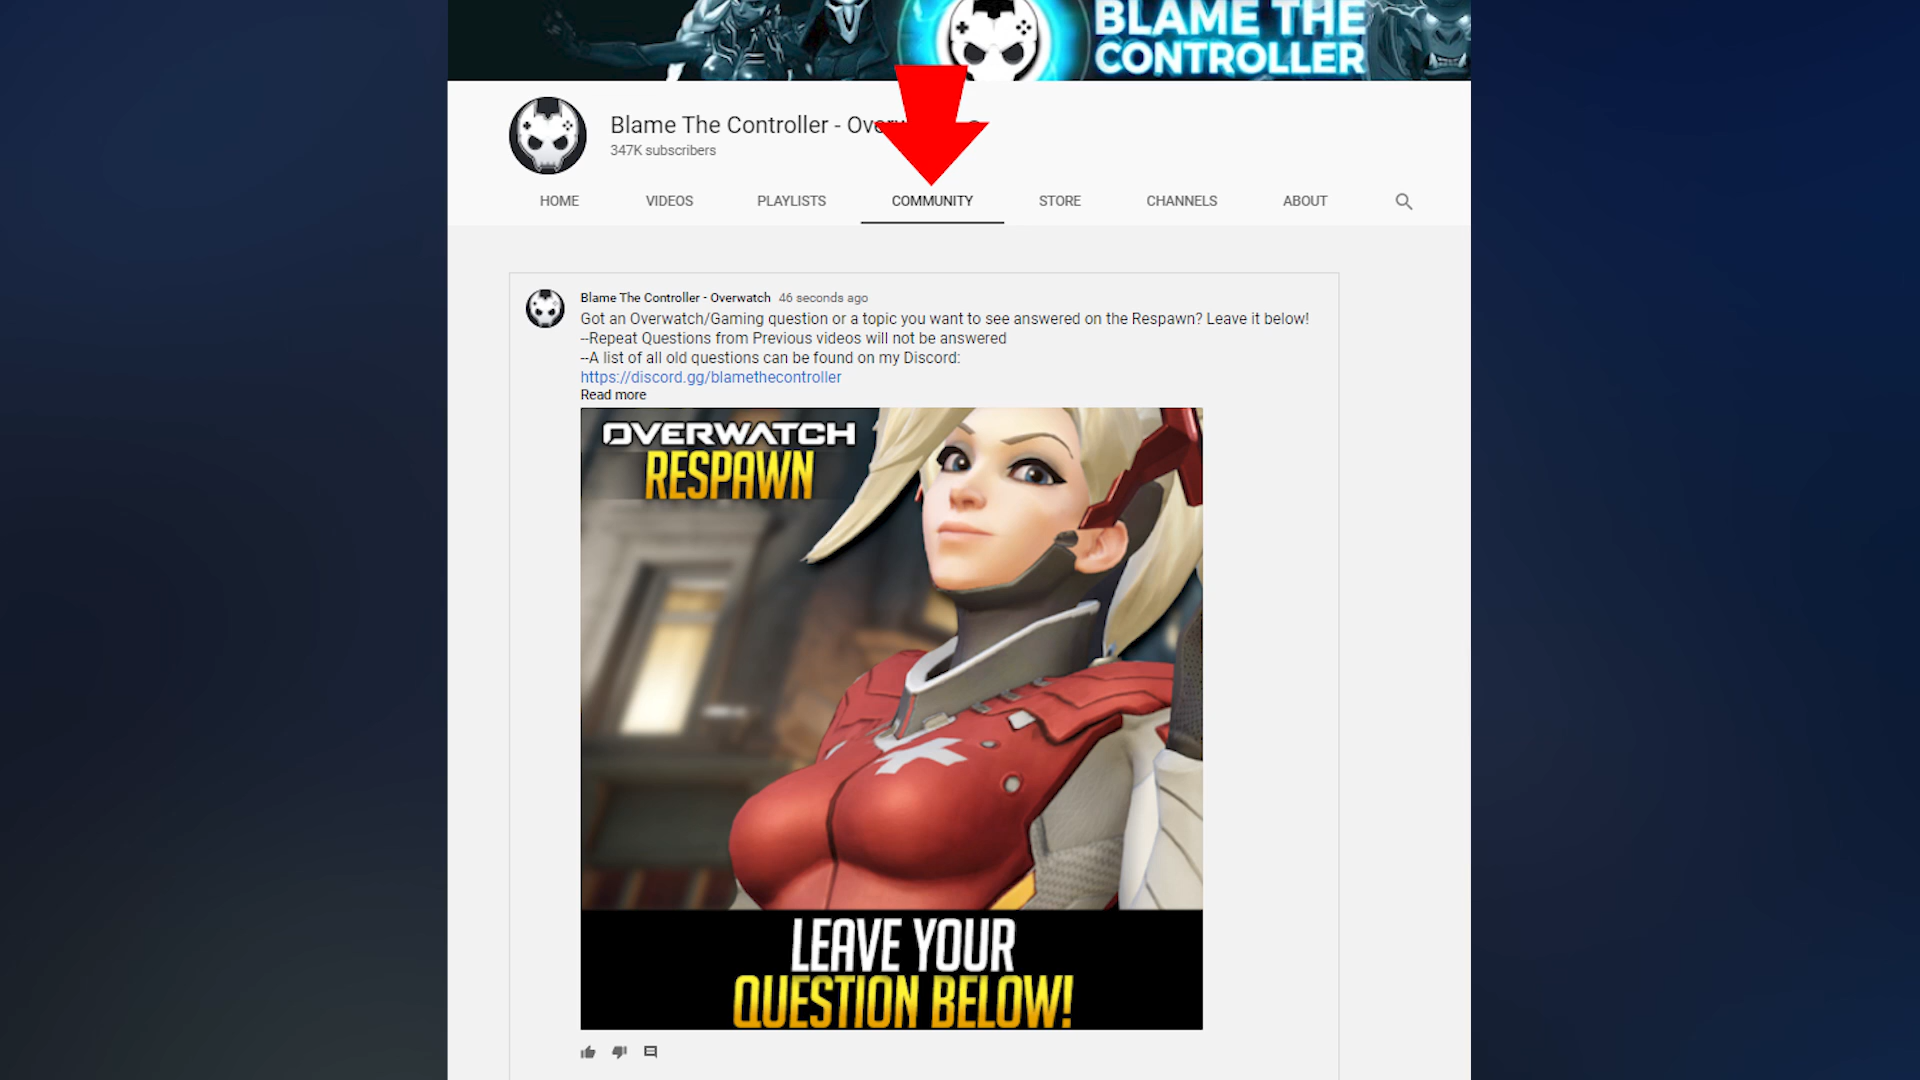 BLAME THE
CONTROLLER
Blame The Controller - Over
347K subscribers
HOME VIDEOS PLAYLISTS COMMUNITY STORE CHANNELS ABOUT
Blame The Controller - Overwatch 46 seconds ago
Got an Overwatch/Gaming question or a topic you want to see answered on the Respawn? Leave it below!
--Repeat Questions from Previous videos will not be answered
--A list of all old questions can be found on my Discord:
https://discord.gg/blamethecontroller
Read more
OVERWATCH
RESPAWN
LEAVE YOUR
QUESTION BELOW!